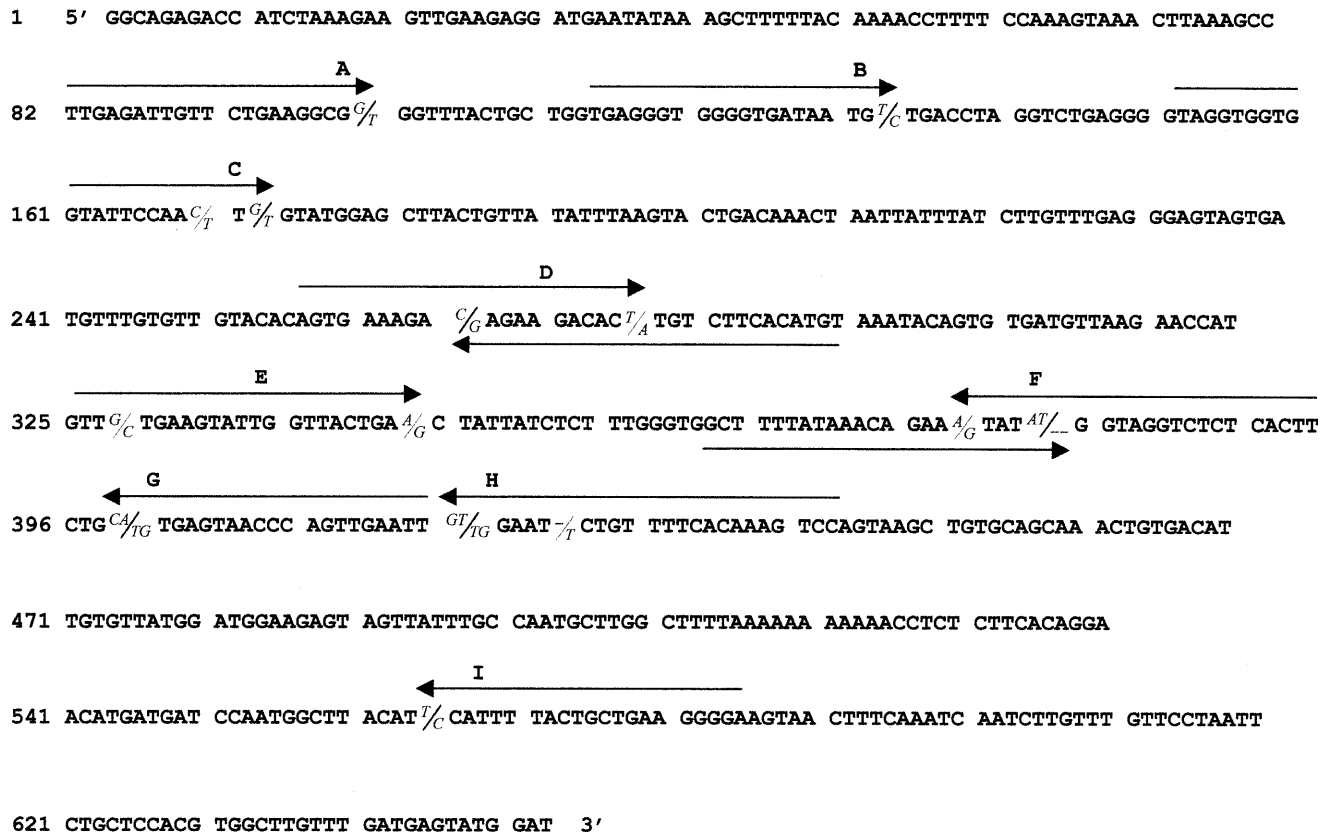 1 5' GGCAGAGACC ATCTAAAGAA GTTGAAGAGG ATGAATATAA AGCTTTTTAC AAAACCTTTT CCAAAGTAAA CTTAAAGCC
A B
82 TTGAGATTGTT CTGAAGGCG G/T GGTTTACTGC TGGTGAGGGT GGGGTGATAA TG T/C TGACCTA GGTCTGAGGG GTAGGTGGTG
C
161 GTATTCCAA C/T T G/T GTATGGAG CTTACTGTTA TATTTAAGTA CTGACAAACT AATTATTTAT CTTGTTTGAG GGAGTAGTGA
D
241 TGTTTGTGTT GTACACAGTG AAAGA C/G AGAA GACAC T/A TGT CTTCACATGT AAATACAGTG TGATGTTAAG AACCAT
E F
325 GTT G/C TGAAGTATTG GTTACTGA A/G C TATTATCTCT TTGGGTGGCT TTTATAAACA GAA A/G TAT AT/-- G GTAGGTCTCT CACTT
G H
396 CTG CA/TG TGAGTAACCC AGTTGAATT GT/TG GAAT -/T CTGT TTTCACAAAG TCCAGTAAGC TGTGCAGCAA ACTGTGACAT
471 TGTGTTATGG ATGGAAGAGT AGTTATTTGC CAATGCTTGG CTTTTAAAAAA AAAAACCTCT CTTCACAGGA
I
541 ACATGATGAT CCAATGGCTT ACAT T/C CATTT TACTGCTGAA GGGGAAGTAA CTTTCAAATC AATCTTGTTT GTTCCTAATT
621 CTGCTCCACG TGGCTTGTTT GATGAGTATG GAT 3'